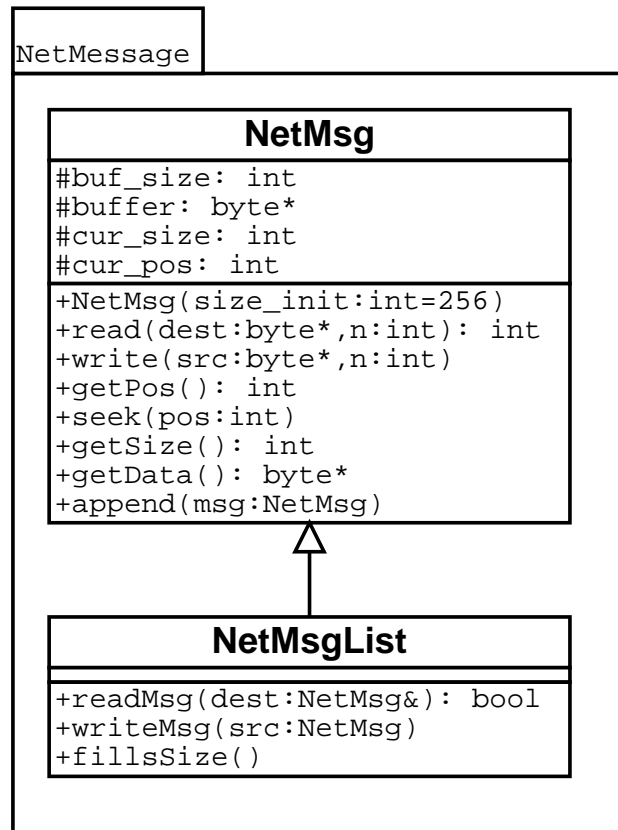 NetMessage
NetMsg
#buf_size: int
#buffer: byte*
#cur_size: int
#cur_pos: int
+NetMsg(size_init:int=256)
+read(dest:byte*,n:int): int
+write(src:byte*,n:int)
+getPos(): int
+seek(pos:int)
+getSize(): int
+getData(): byte*
+append(msg:NetMsg)
NetMsgList
+readMsg(dest:NetMsg&): bool
+writeMsg(src:NetMsg)
+fillsSize()